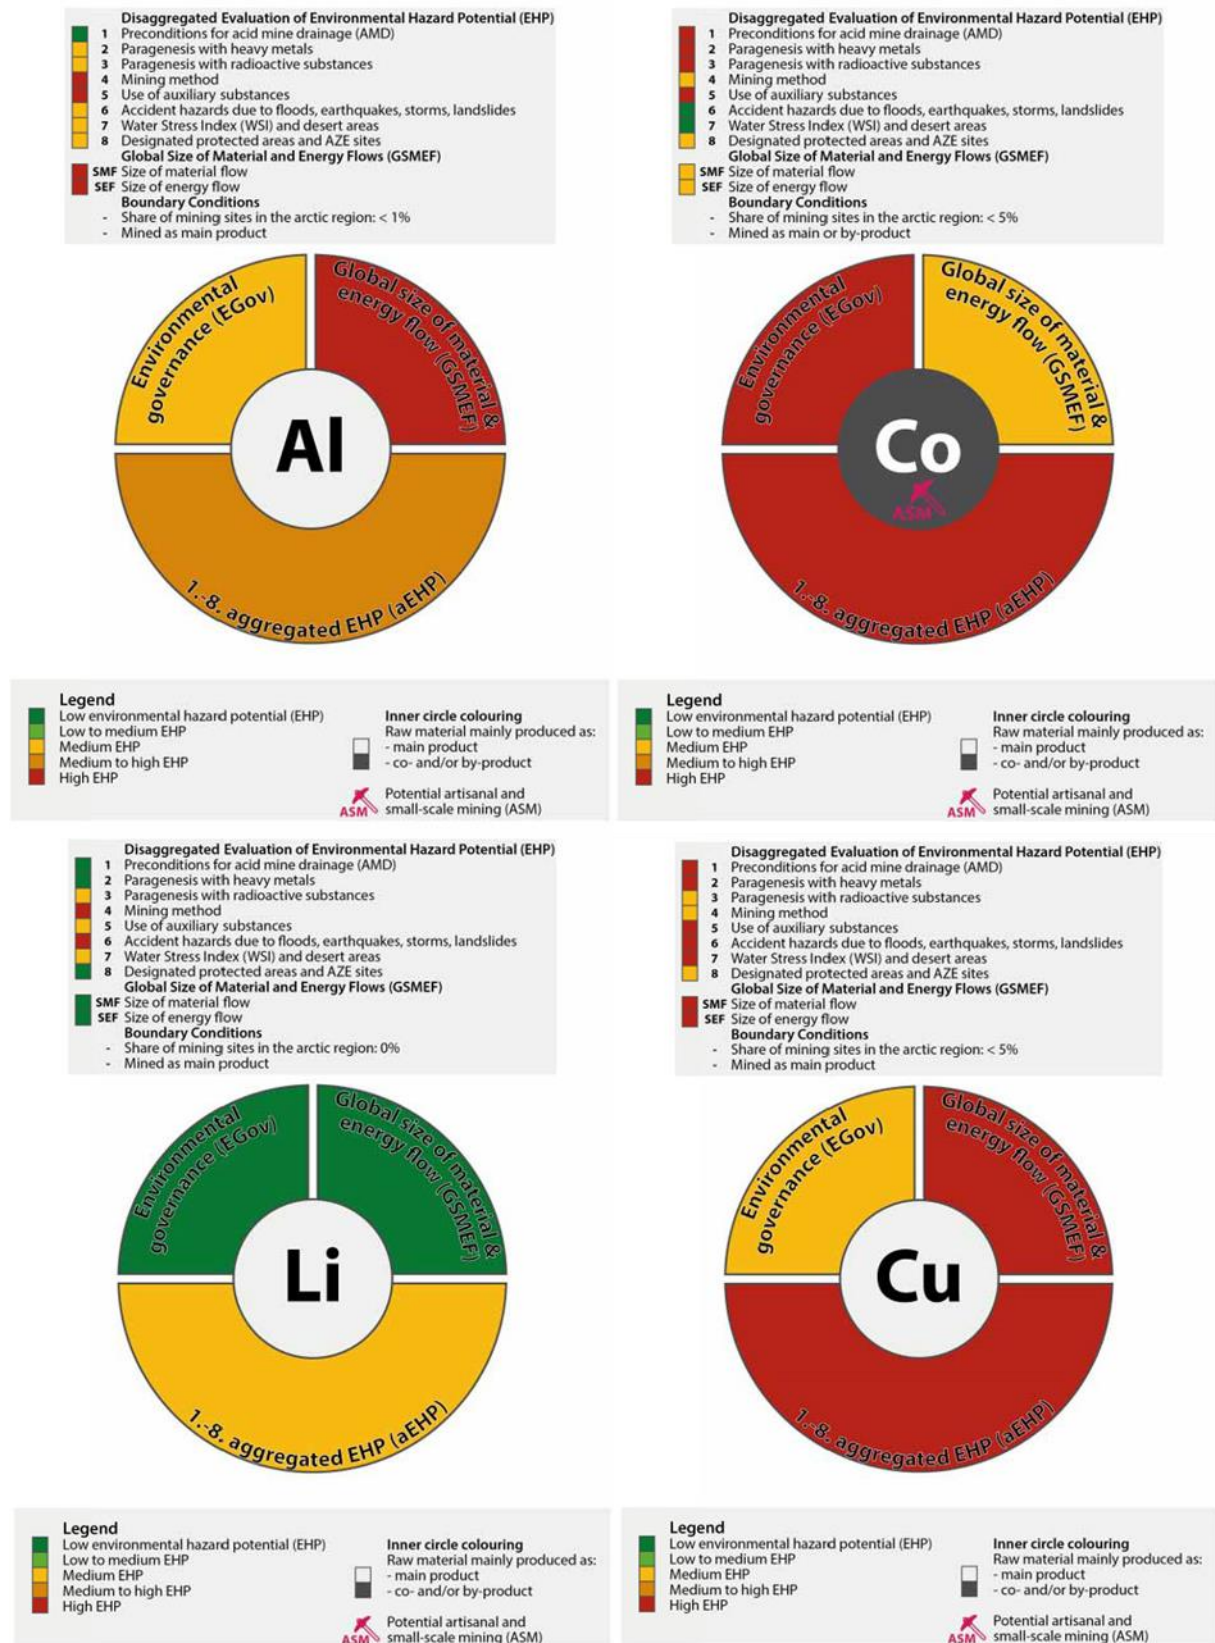 Disaggregated Evaluation of Environmental Hazard Potential (EHP)
1 Preconditions for acid mine drainage (AMD)
2 Paragenesis with heavy metals
3 Paragenesis with radioactive substances
4 Mining method
5 Use of auxiliary substances
6 Accident hazards due to floods, earthquakes, storms, landslides
7 Water Stress Index (WSI) and desert areas
8 Designated protected areas and AZE sites
Global Size of Material and Energy Flows (GSMEF)
SMF Size of material flow
SEF Size of energy flow
Boundary Conditions
- Share of mining sites in the arctic region: < 1%
- Mined as main product
Environmental
governance (EGov)
Global size of material &
energy flow (GSMEF)
Al
1.-8. aggregated EHP (aEHP)
Legend
Low environmental hazard potential (EHP)
Low to medium EHP
Medium EHP
Medium to high EHP
High EHP
Inner circle colouring
Raw material mainly produced as:
- main product
- co- and/or by-product
ASM
Potential artisanal and
small-scale mining (ASM)
Disaggregated Evaluation of Environmental Hazard Potential (EHP)
1 Preconditions for acid mine drainage (AMD)
2 Paragenesis with heavy metals
3 Paragenesis with radioactive substances
4 Mining method
5 Use of auxiliary substances
6 Accident hazards due to floods, earthquakes, storms, landslides
7 Water Stress Index (WSI) and desert areas
8 Designated protected areas and AZE sites
Global Size of Material and Energy Flows (GSMEF)
SMF Size of material flow
SEF Size of energy flow
Boundary Conditions
- Share of mining sites in the arctic region: < 5%
- Mined as main or by-product
Environmental
governance (EGov)
Global size of material &
energy flow (GSMEF)
Co
ASM
1.-8. aggregated EHP (aEHP)
Legend
Low environmental hazard potential (EHP)
Low to medium EHP
Medium EHP
Medium to high EHP
High EHP
Inner circle colouring
Raw material mainly produced as:
- main product
- co- and/or by-product
ASM
Potential artisanal and
small-scale mining (ASM)
Disaggregated Evaluation of Environmental Hazard Potential (EHP)
1 Preconditions for acid mine drainage (AMD)
2 Paragenesis with heavy metals
3 Paragenesis with radioactive substances
4 Mining method
5 Use of auxiliary substances
6 Accident hazards due to floods, earthquakes, storms, landslides
7 Water Stress Index (WSI) and desert areas
8 Designated protected areas and AZE sites
Global Size of Material and Energy Flows (GSMEF)
SMF Size of material flow
SEF Size of energy flow
Boundary Conditions
- Share of mining sites in the arctic region: 0%
- Mined as main product
Environmental
governance (EGov)
Global size of material &
energy flow (GSMEF)
Li
1.-8. aggregated EHP (aEHP)
Legend
Low environmental hazard potential (EHP)
Low to medium EHP
Medium EHP
Medium to high EHP
High EHP
Inner circle colouring
Raw material mainly produced as:
- main product
- co- and/or by-product
ASM
Potential artisanal and
small-scale mining (ASM)
Disaggregated Evaluation of Environmental Hazard Potential (EHP)
1 Preconditions for acid mine drainage (AMD)
2 Paragenesis with heavy metals
3 Paragenesis with radioactive substances
4 Mining method
5 Use of auxiliary substances
6 Accident hazards due to floods, earthquakes, storms, landslides
7 Water Stress Index (WSI) and desert areas
8 Designated protected areas and AZE sites
Global Size of Material and Energy Flows (GSMEF)
SMF Size of material flow
SEF Size of energy flow
Boundary Conditions
- Share of mining sites in the arctic region: < 5%
- Mined as main product
Environmental
governance (EGov)
Global size of material &
energy flow (GSMEF)
Cu
1.-8. aggregated EHP (aEHP)
Legend
Low environmental hazard potential (EHP)
Low to medium EHP
Medium EHP
Medium to high EHP
High EHP
Inner circle colouring
Raw material mainly produced as:
- main product
- co- and/or by-product
ASM
Potential artisanal and
small-scale mining (ASM)